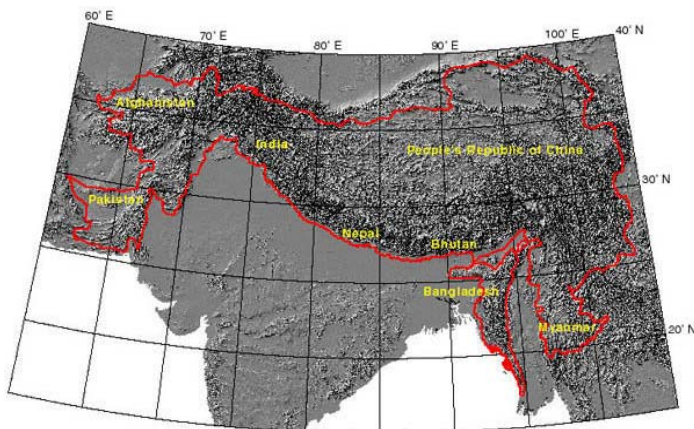 60° E
70° E
80° E
90° E
100° E
40° N
Afghanistan
India
People's Republic of China
30° N
Pakistan
Nepal
Bhutan
Bangladesh
Myanmar
20° N